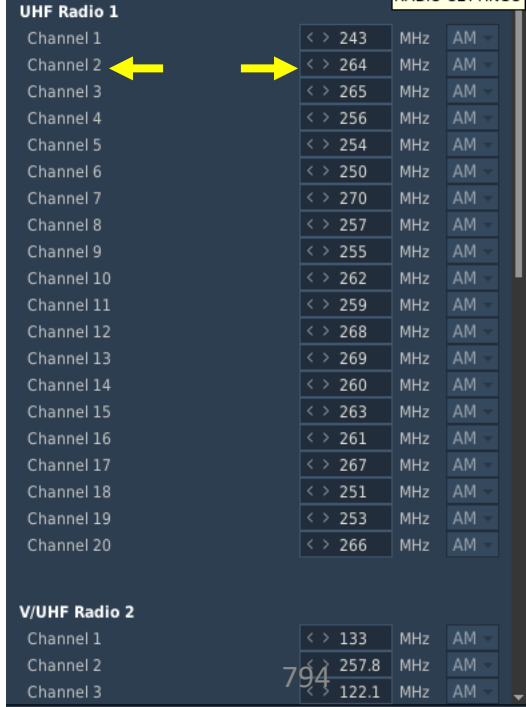 UHF Radio 1
Channel 1 < > 243 MHz AM
Channel 2 < > 264 MHz AM
Channel 3 < > 265 MHz AM
Channel 4 < > 256 MHz AM
Channel 5 < > 254 MHz AM
Channel 6 < > 250 MHz AM
Channel 7 < > 270 MHz AM
Channel 8 < > 257 MHz AM
Channel 9 < > 255 MHz AM
Channel 10 < > 262 MHz AM
Channel 11 < > 259 MHz AM
Channel 12 < > 268 MHz AM
Channel 13 < > 269 MHz AM
Channel 14 < > 260 MHz AM
Channel 15 < > 263 MHz AM
Channel 16 < > 261 MHz AM
Channel 17 < > 267 MHz AM
Channel 18 < > 251 MHz AM
Channel 19 < > 253 MHz AM
Channel 20 < > 266 MHz AM
V/UHF Radio 2
Channel 1 < > 133 MHz AM
Channel 2 < > 257.8 MHz AM
794
Channel 3 < > 122.1 MHz AM